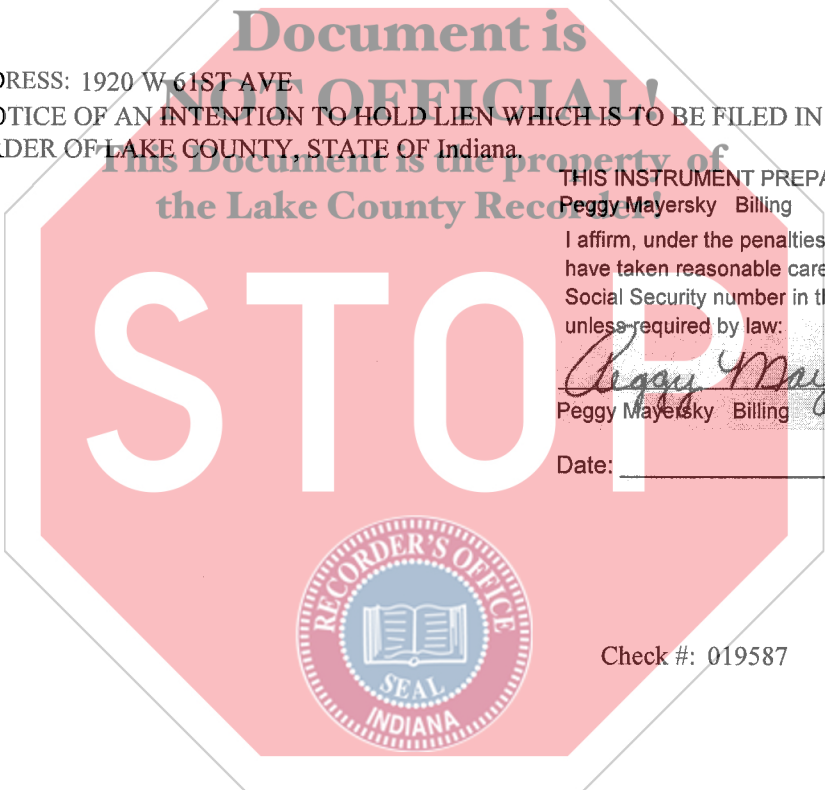 Document is
DRESS: 1920 W 61ST AVE
NOT OFFICIAL!
OTICE OF AN INTENTION TO HOLD LIEN WHICH IS TO BE FILED IN
RDER OF LAKE COUNTY, STATE OF Indiana.
This Document is the property of
the Lake County Recorder!
THIS INSTRUMENT PREPA
Peggy Mayersky Billing
I affirm, under the penalties
have taken reasonable care
Social Security number in th
unless required by law:
STOP
Peggy May
Peggy Mayersky Billing
Date:
RECORDER'S OFFICE
SEAL
INDIANA
Check #: 019587